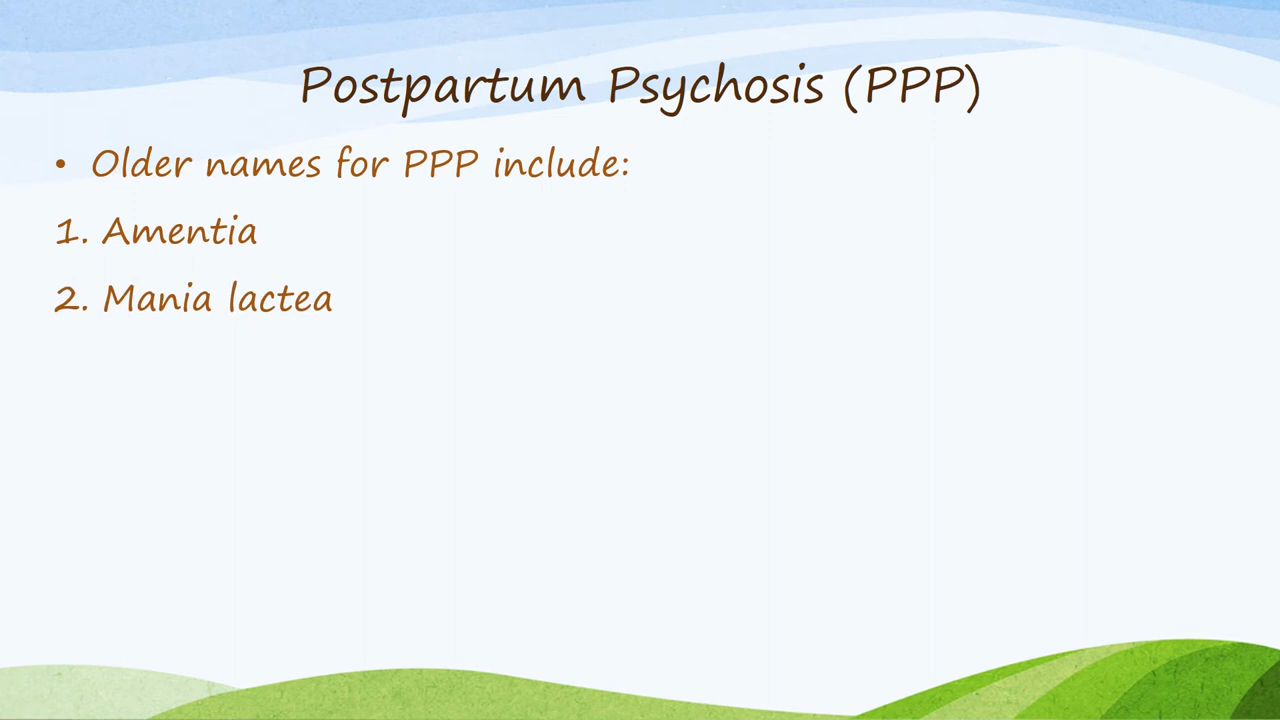 Postpartum Psychosis (PPP)
• Older names for PPP include:
1. Amentia
2. Mania lactea